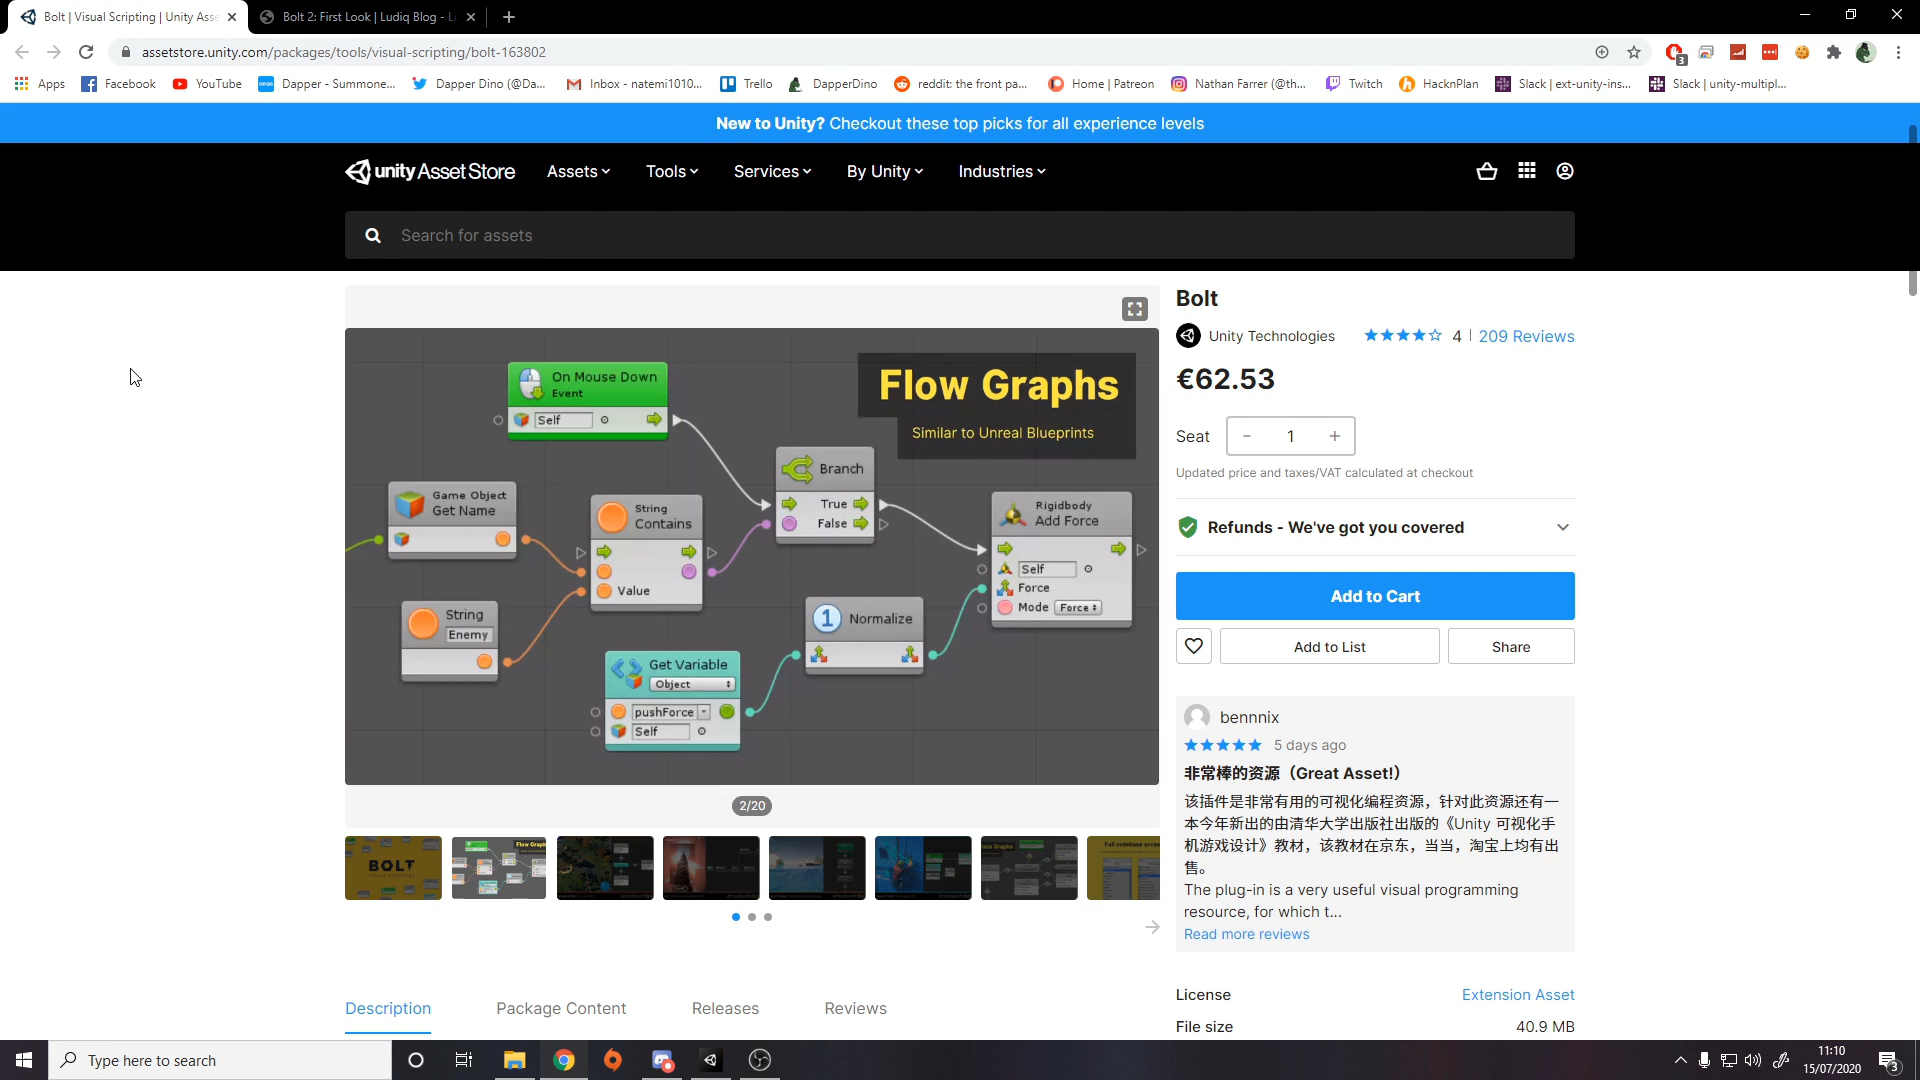 Bolt | Visual Scripting | Unity Asse
Bolt 2: First Look | Ludiq Blog - L
assetstore.unity.com/packages/tools/visual-scripting/bolt-163802
3
Apps
Facebook
YouTube
Dapper - Summone...
Dapper Dino (@Da...
Inbox - natemi1010...
Trello
DapperDino
reddit: the front pa...
Home | Patreon
Nathan Farrer (@th...
Twitch
HacknPlan
Slack | ext-unity-ins...
Slack | unity-multipl...
New to Unity? Checkout these top picks for all experience levels
unity Asset Store
Assets
Tools
Services
By Unity
Industries
Search for assets
On Mouse Down
Event
Self
Flow Graphs
Similar to Unreal Blueprints
Game Object
Get Name
String
Contains
Value
Branch
True
False
Rigidbody
Add Force
Self
Force
Mode Force
String
Enemy
1 Normalize
Get Variable
Object
pushForce
Self
2/20
BOLT
Flow Graphs
Bolt
Unity Technologies
4 | 209 Reviews
€62.53
Seat - 1 +
Updated price and taxes/VAT calculated at checkout
Refunds - We've got you covered
Add to Cart
Add to List
Share
bennnix
5 days ago
非常棒的资源（Great Asset!）
该插件是非常有用的可视化编程资源，针对此资源还有一
本今年新出的由清华大学出版社出版的《Unity 可视化手
机游戏设计》教材，该教材在京东，当当，淘宝上均有出
售。
The plug-in is a very useful visual programming
resource, for which t...
Read more reviews
Description
Package Content
Releases
Reviews
License
Extension Asset
File size
40.9 MB
Type here to search
11:10
15/07/2020
3